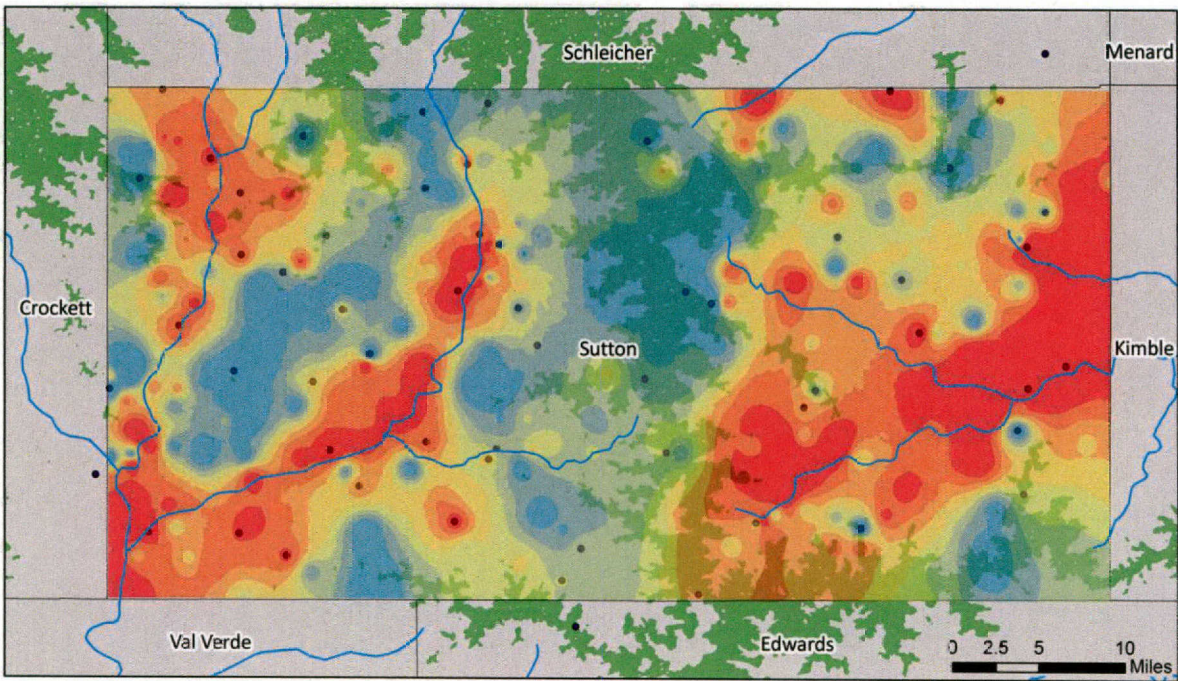 Schleicher
Menard
Crockett
Sutton
Kimble
Val Verde
Edwards
0 2.5 5 10
Miles